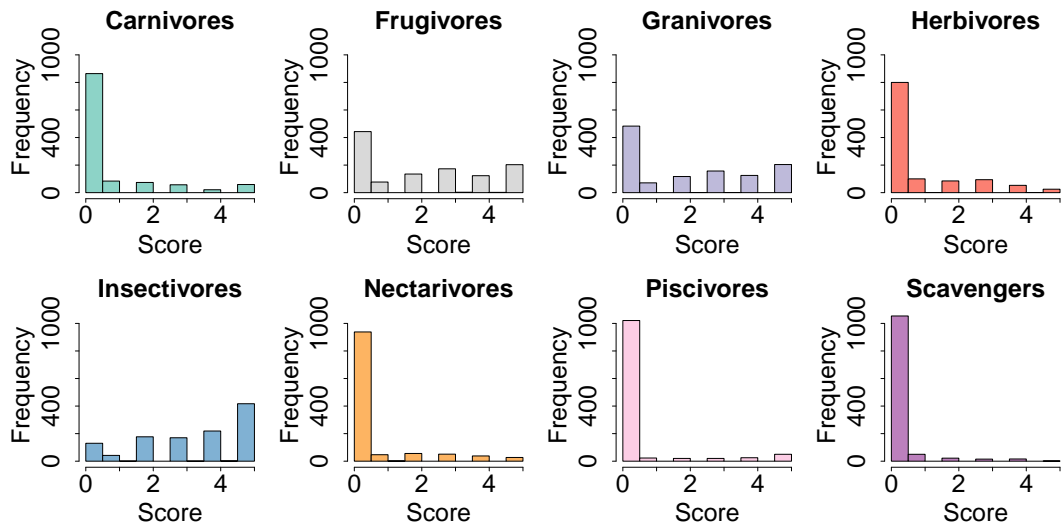 Carnivores
Frequency
1000
400
0
0
2
4
Score
Frugivores
Frequency
1000
400
0
0
2
4
Score
Granivores
Frequency
1000
400
0
0
2
4
Score
Herbivores
Frequency
1000
400
0
0
2
4
Score
Insectivores
Frequency
1000
400
0
0
2
4
Score
Nectarivores
Frequency
1000
400
0
0
2
4
Score
Piscivores
Frequency
1000
400
0
0
2
4
Score
Scavengers
Frequency
1000
400
0
0
2
4
Score